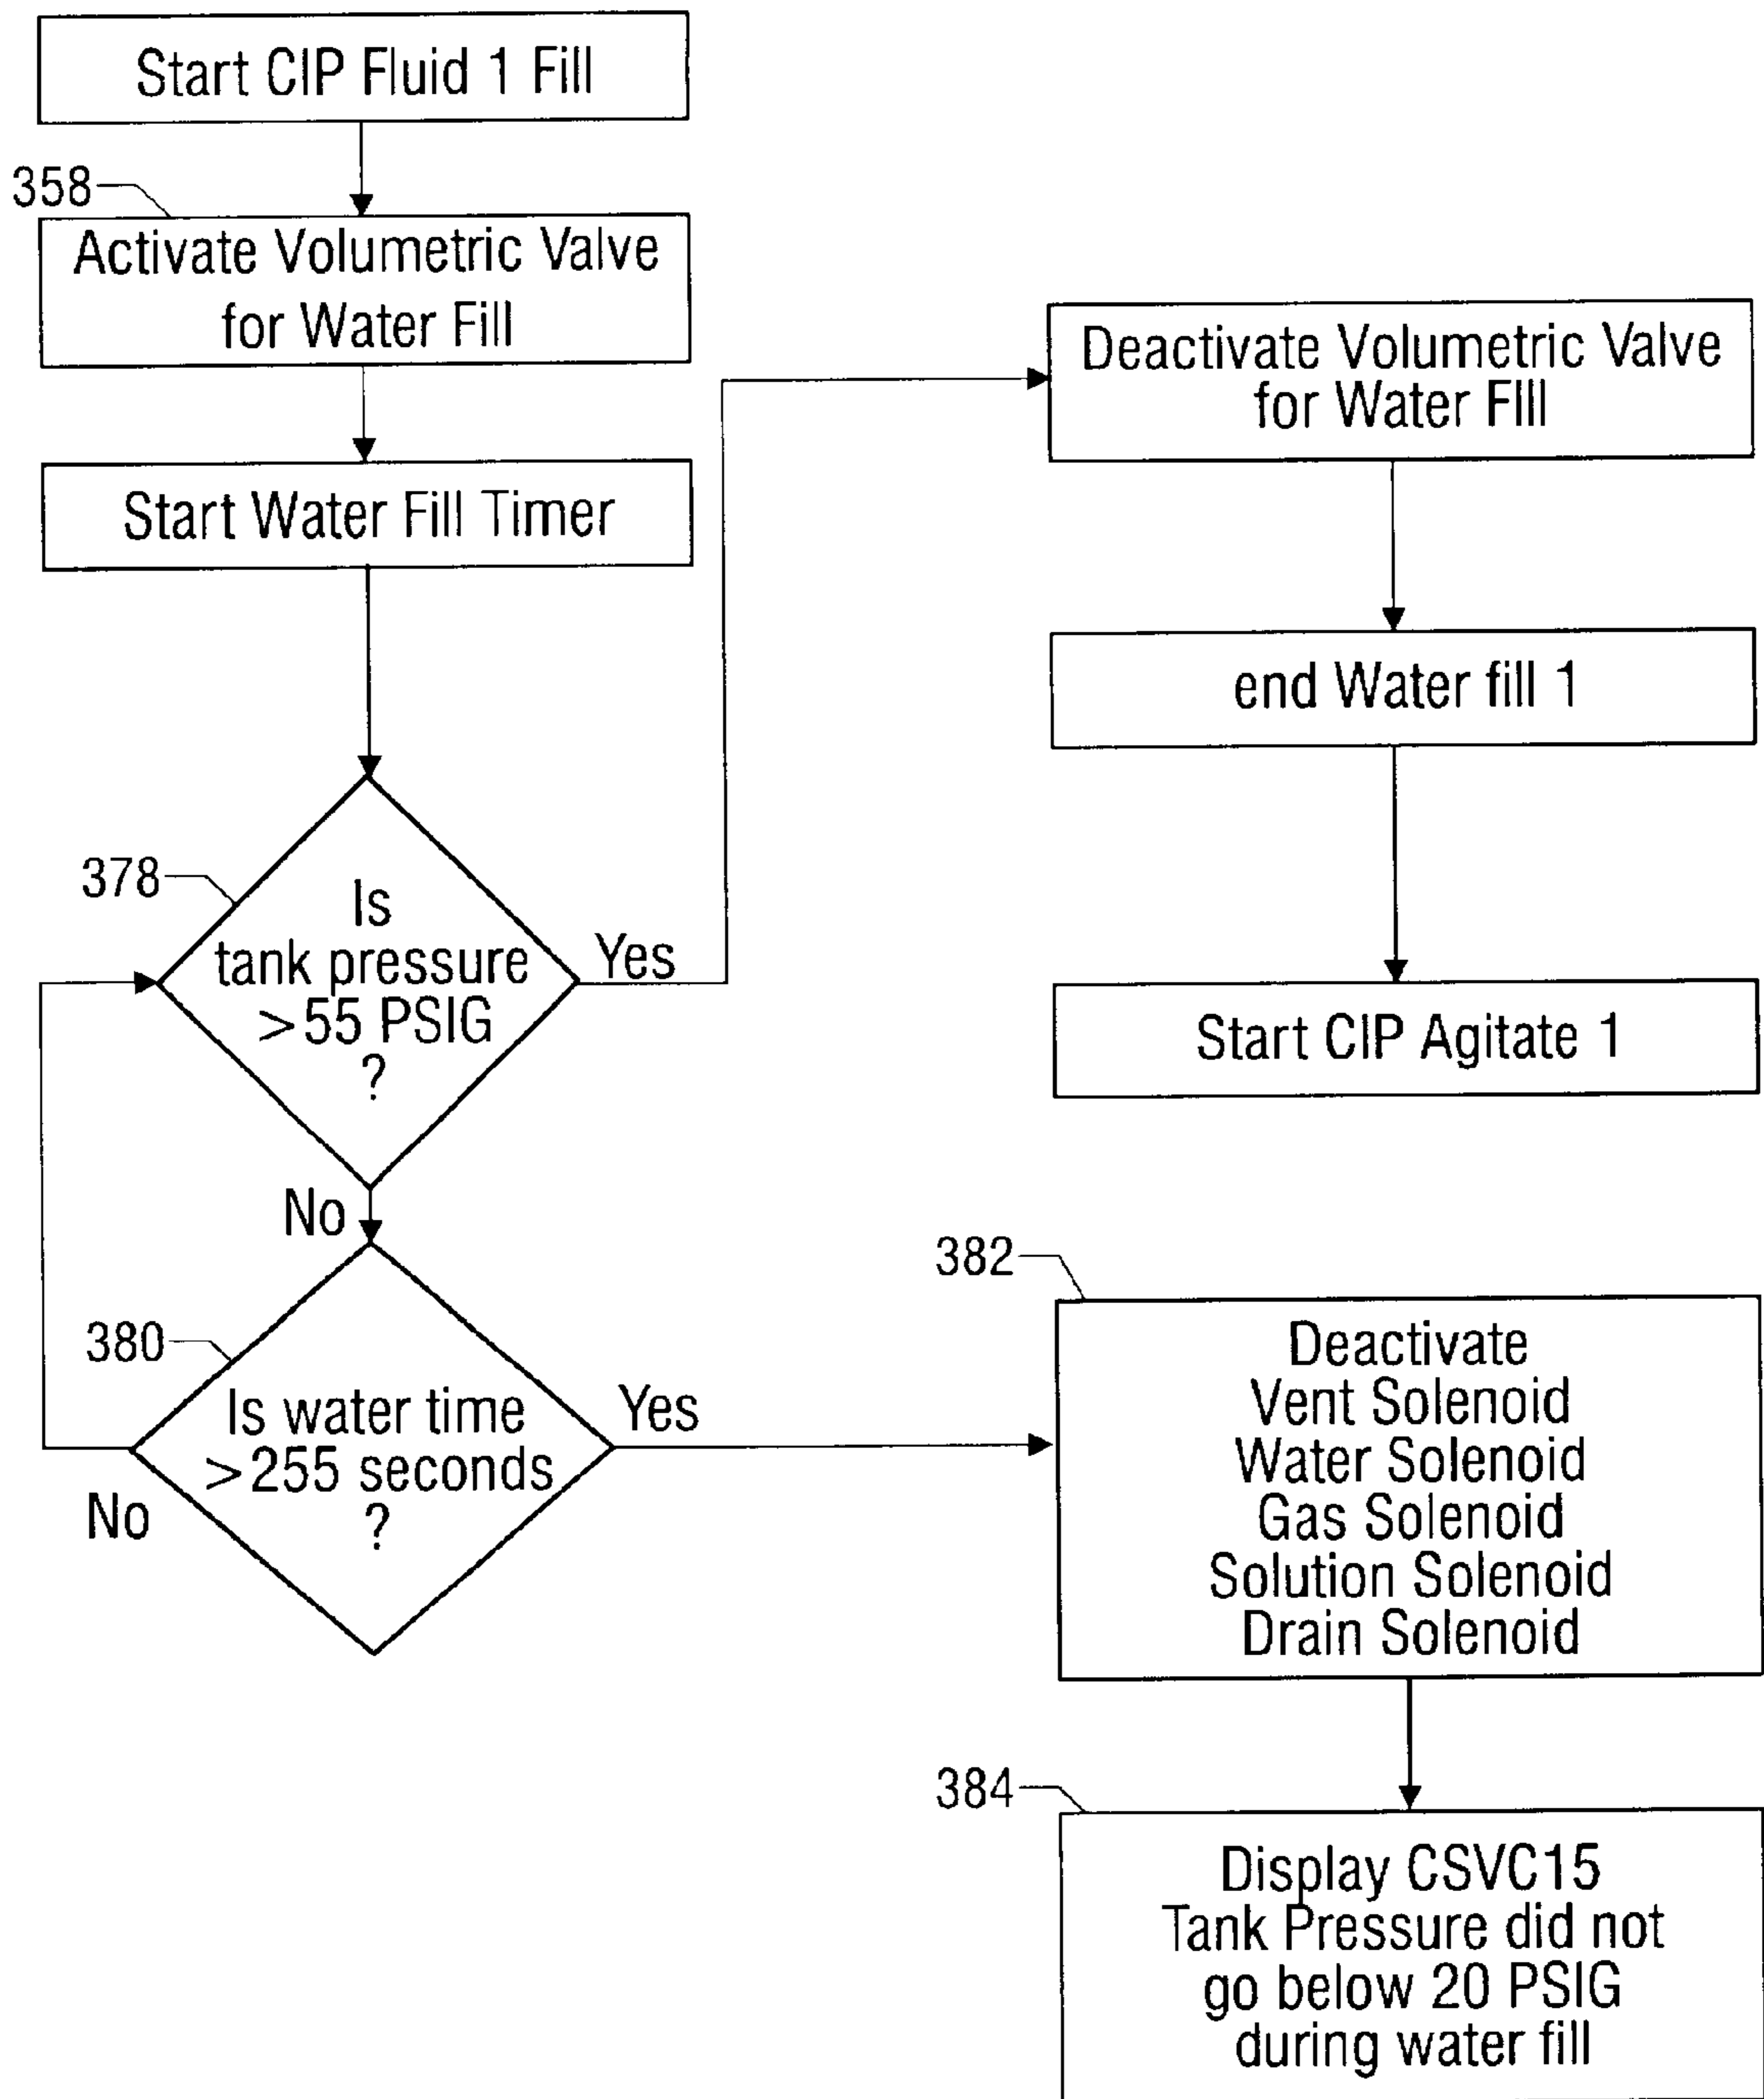 Start CIP Fluid 1 Fill
358
Activate Volumetric Valve
for Water Fill
Start Water Fill Timer
378
Is
tank pressure
>55 PSIG
?
Yes
No
380
Is water time
>255 seconds
?
Yes
No
Deactivate Volumetric Valve
for Water FIll
end Water fill 1
Start CIP Agitate 1
382
Deactivate
Vent Solenoid
Water Solenoid
Gas Solenoid
Solution Solenoid
Drain Solenoid
384
Display CSVC15
Tank Pressure did not
go below 20 PSIG
during water fill